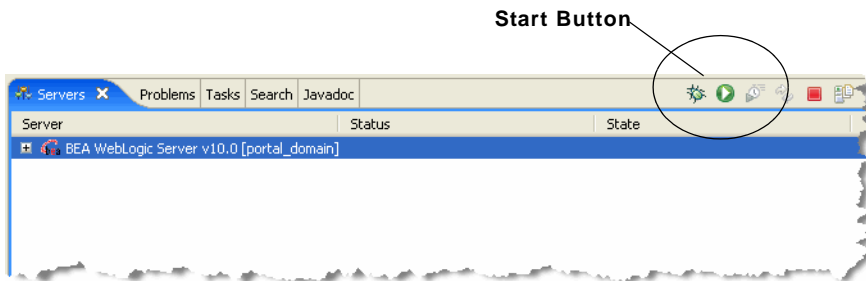 Start Button
Servers Problems Tasks Search Javadoc
Server Status State
BEA WebLogic Server v10.0 [portal_domain]